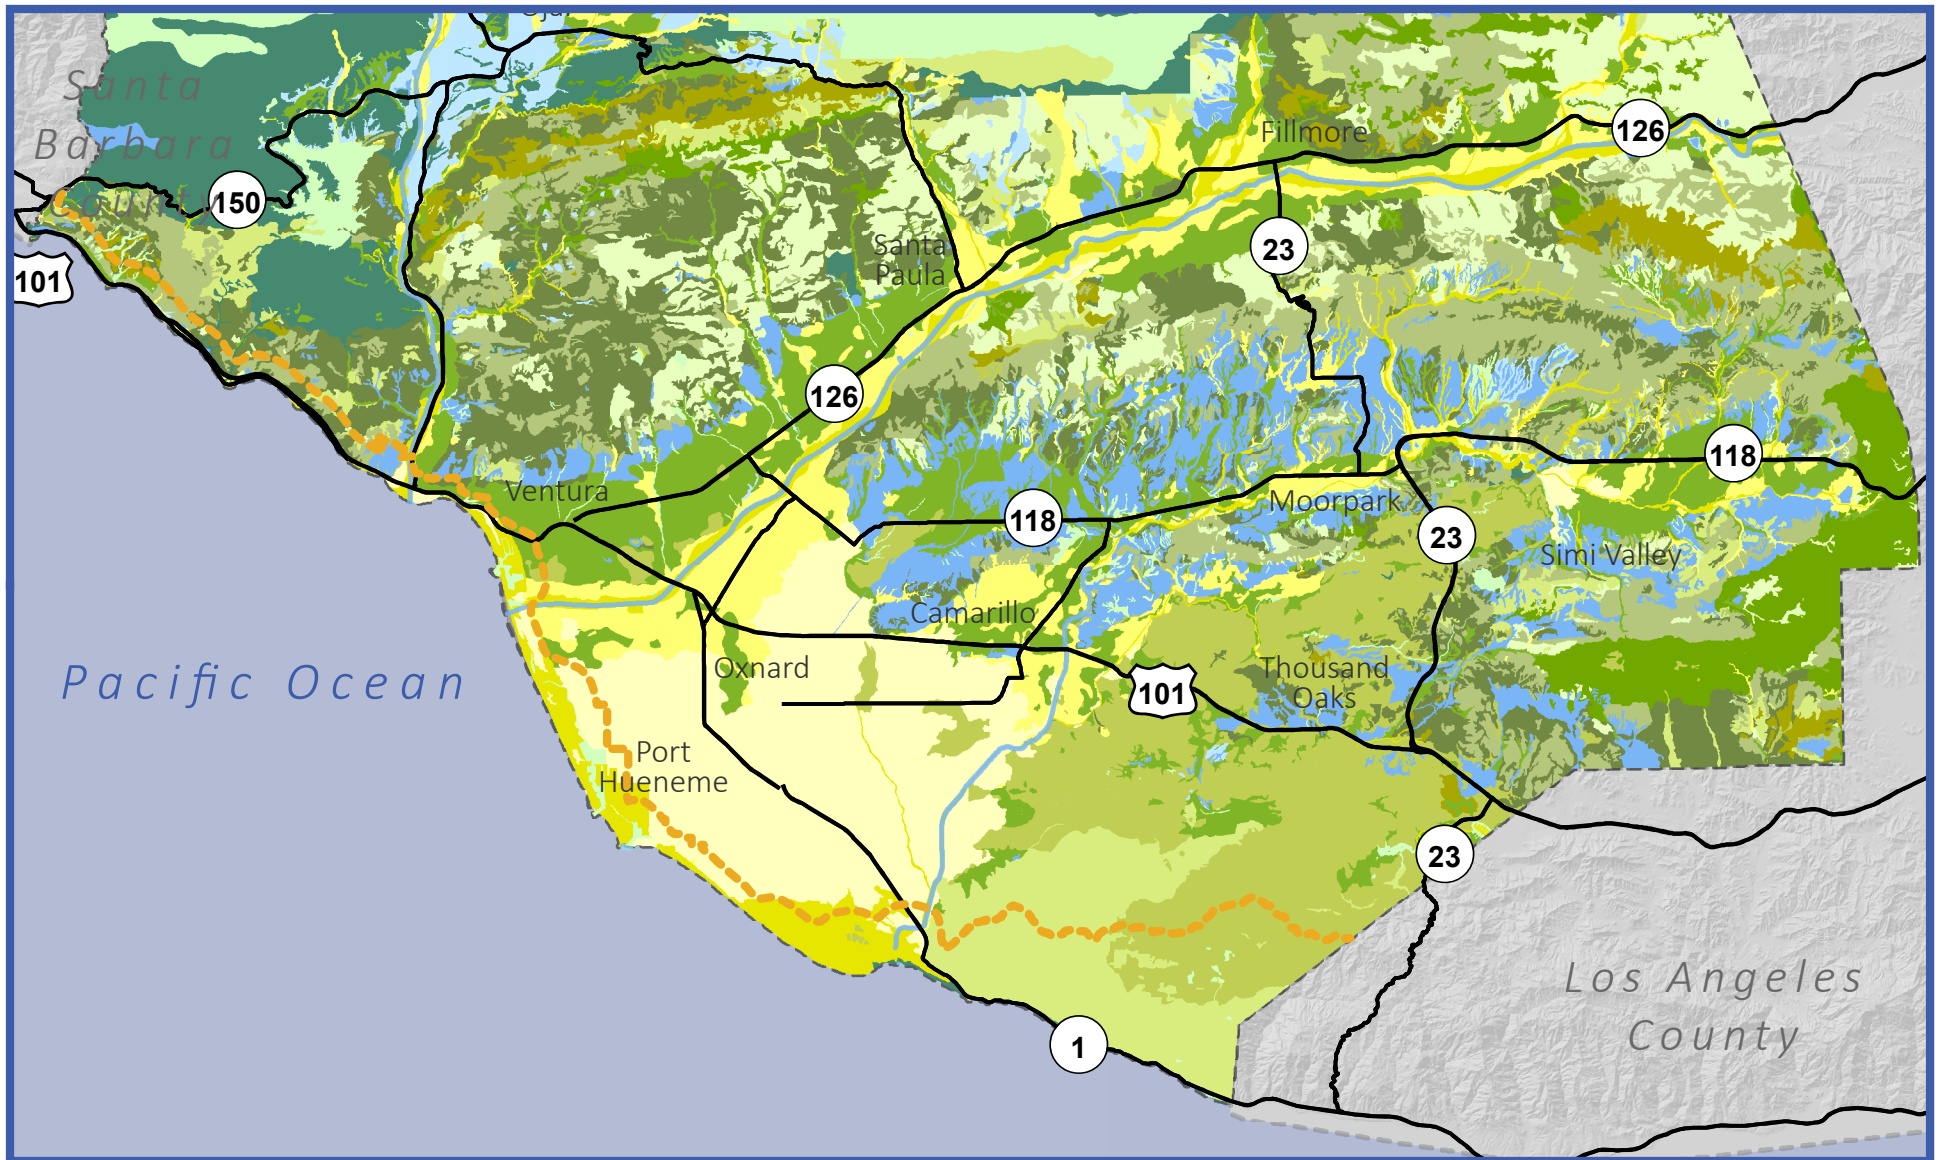 Santa
Barbara
County
150
101
Fillmore
126
23
Santa
Paula
126
Ventura
118
Moorpark
118
23
Simi Valley
Camarillo
Oxnard
101
Thousand
Oaks
Pacific Ocean
Port
Hueneme
23
Los Angeles
County
1